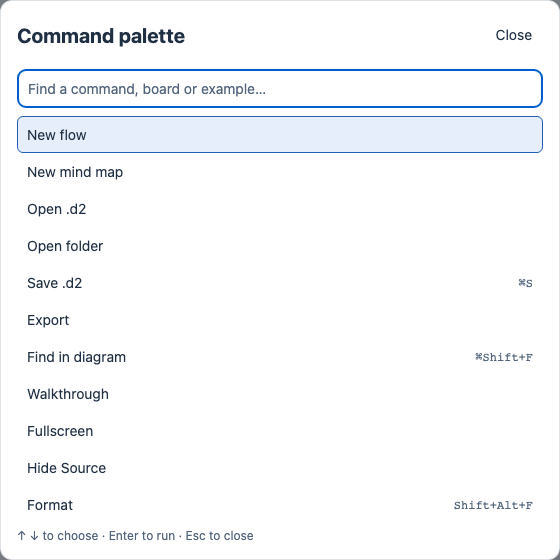 Command palette
Close
Find a command, board or example...
New flow
New mind map
Open .d2
Open folder
Save .d2 ⌘S
Export
Find in diagram ⌘Shift+F
Walkthrough
Fullscreen
Hide Source
Format Shift+Alt+F
↑ ↓ to choose · Enter to run · Esc to close